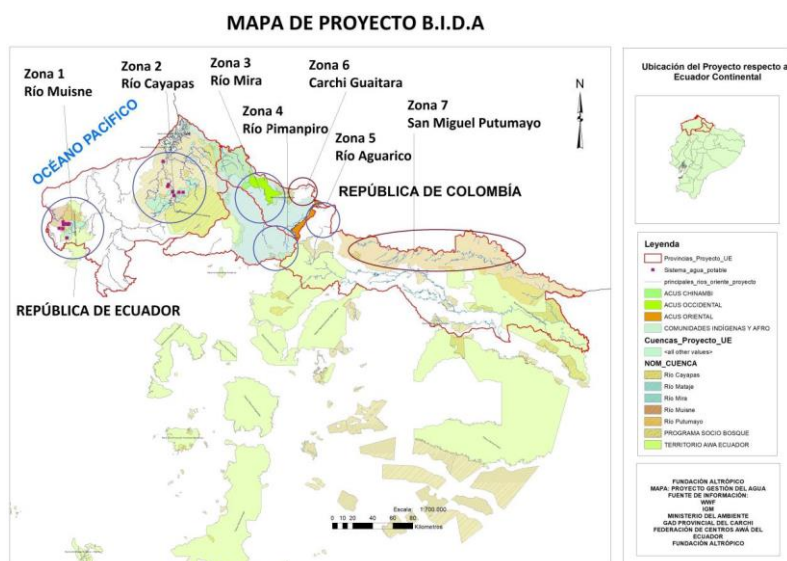 MAPA DE PROYECTO B.I.D.A
Zona 1
Río Muisne
Zona 2
Río Cayapas
Zona 3
Río Mira
Zona 6
Carchi Guaitara
Zona 4
Río Pimanpiro
Zona 7
San Miguel Putumayo
Zona 5
Río Aguarico
N
OCÉANO PACÍFICO
REPÚBLICA DE COLOMBÍA
REPÚBLICA DE ECUADOR
Escala: 1:700.000
0 10 20 40 60 80
Kilometros
Ubicación del Proyecto respecto a
Ecuador Continental
Leyenda
Provincias_Proyecto_UE
Sistema_agua_potable
principales_rios_oriente_proyecto
ACUS CHINAMBI
ACUS OCCIDENTAL
ACUS ORIENTAL
COMUNIDADES INDÍGENAS Y AFRO
Cuencas_Proyecto_UE
<all other values>
NOM_CUENCA
Río Cayapas
Río Mataje
Río Mira
Río Muisne
Río Putumayo
PROGRAMA SOCIO BOSQUE
TERRITORIO AWA ECUADOR
FUNDACIÓN ALTRÓPICO
MAPA: PROYECTO GESTIÓN DEL AGUA
FUENTE DE INFORMACIÓN:
WWF
IGM
MINISTERIO DEL AMBIENTE
GAD PROVINCIAL DEL CARCHI
FEDERACIÓN DE CENTROS AWÁ DEL
ECUADOR
FUNDACIÓN ALTRÓPICO